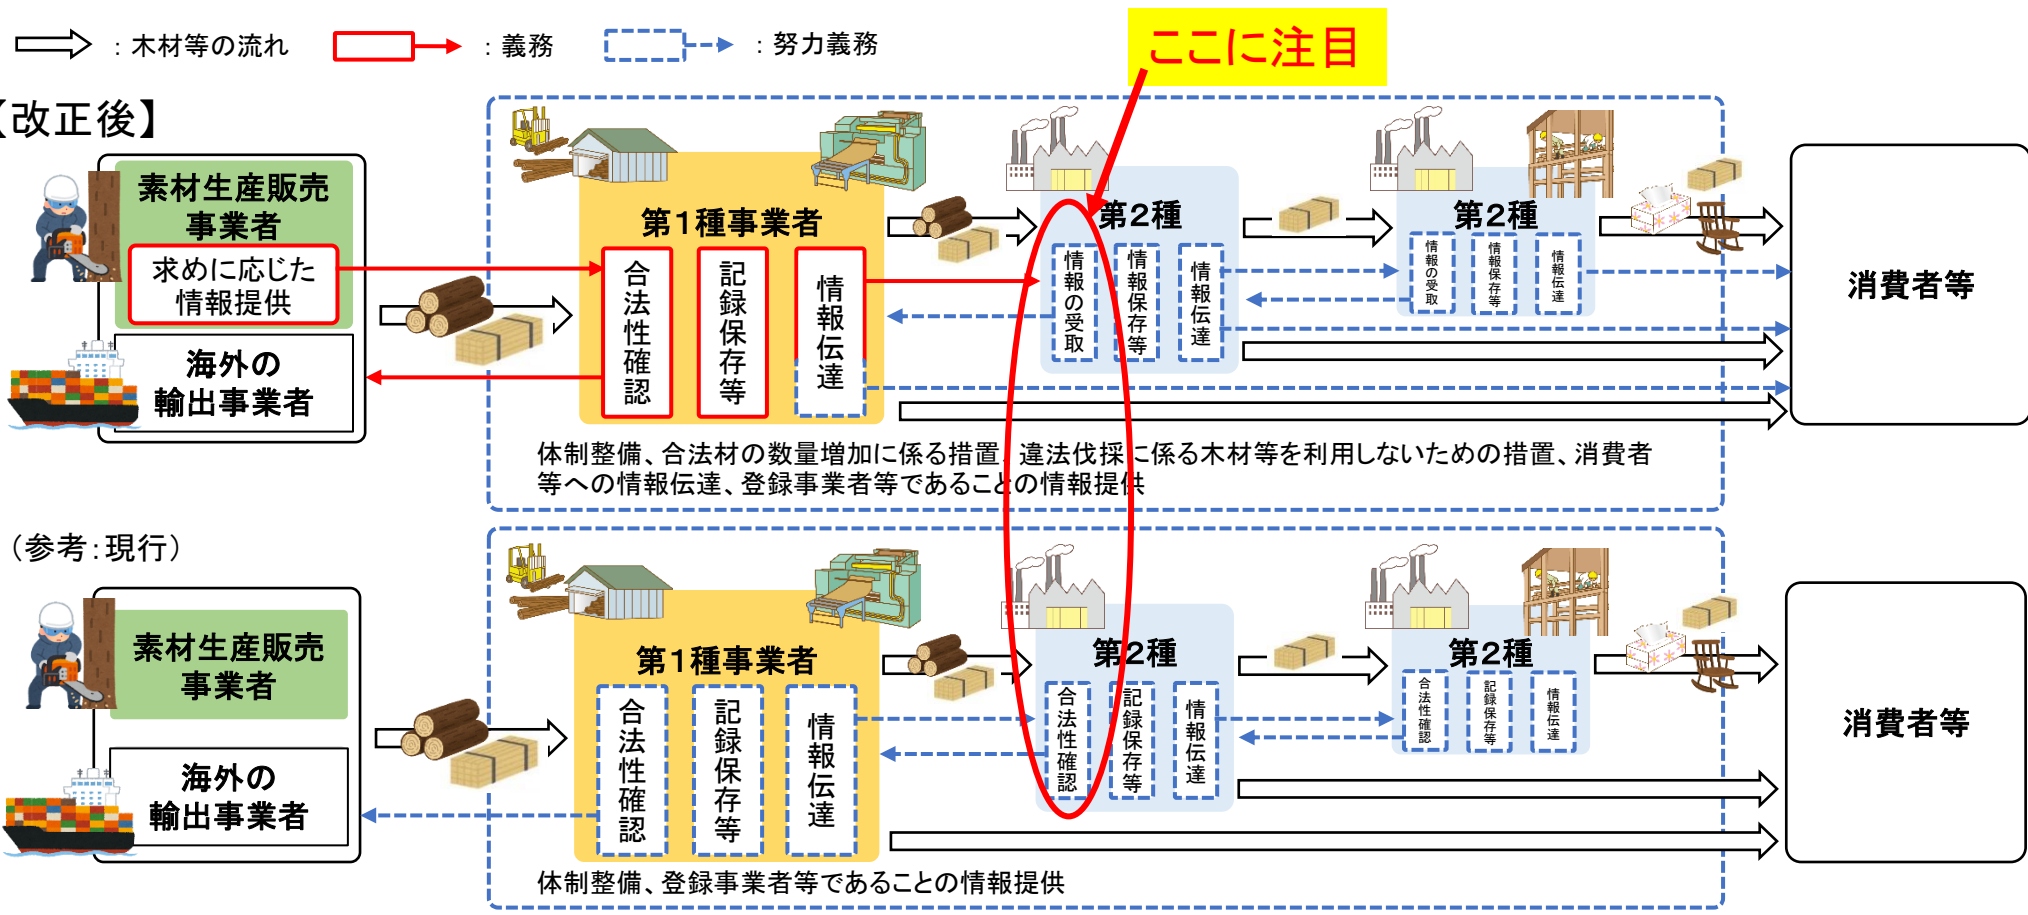 ：木材等の流れ
：義務
：努力義務
ここに注目
【改正後】
素材生産販売
事業者
求めに応じた
情報提供
海外の
輸出事業者
第１種事業者
合法性確認
記録保存等
情報伝達
第２種
情報の受取
情報保存等
情報伝達
第２種
情報の受取
情報保存等
情報伝達
消費者等
体制整備、合法材の数量増加に係る措置、違法伐採に係る木材等を利用しないための措置、消費者
等への情報伝達、登録事業者等であることの情報提供
（参考：現行）
素材生産販売
事業者
海外の
輸出事業者
第１種事業者
合法性確認
記録保存等
情報伝達
第２種
合法性確認
記録保存等
情報伝達
第２種
合法性確認
記録保存等
情報伝達
消費者等
体制整備、登録事業者等であることの情報提供